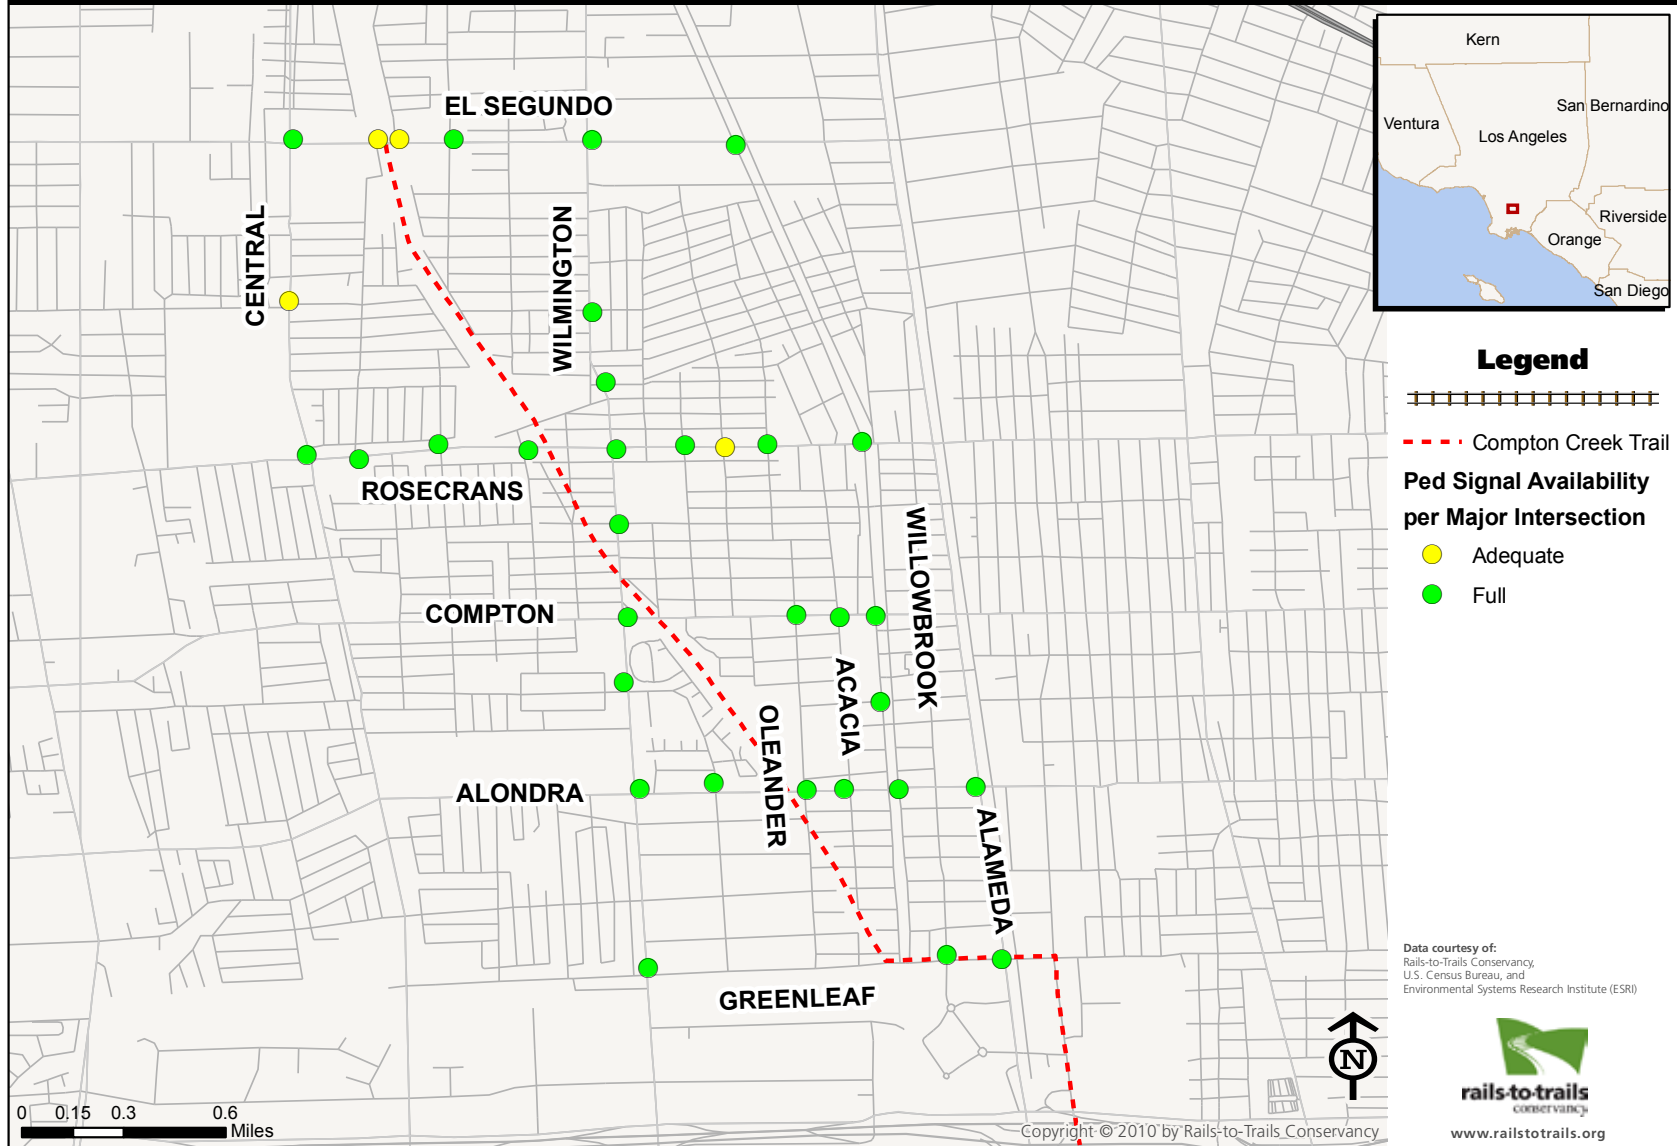 EL SEGUNDO
CENTRAL
WILMINGTON
ROSECRANS
COMPTON
WILLOWBROOK
ACACIA
OLEANDER
ALONDRA
ALAMEDA
GREENLEAF
0 0.15 0.3 0.6
Miles
N
Copyright © 2010 by Rails-to-Trails Conservancy
Kern
San Bernardino
Ventura
Los Angeles
Riverside
Orange
San Diego
Legend
Compton Creek Trail
Ped Signal Availability
per Major Intersection
Adequate
Full
Data courtesy of:
Rails-to-Trails Conservancy,
U.S. Census Bureau, and
Environmental Systems Research Institute (ESRI)
rails-to-trails
conservancy
www.railstotrails.org